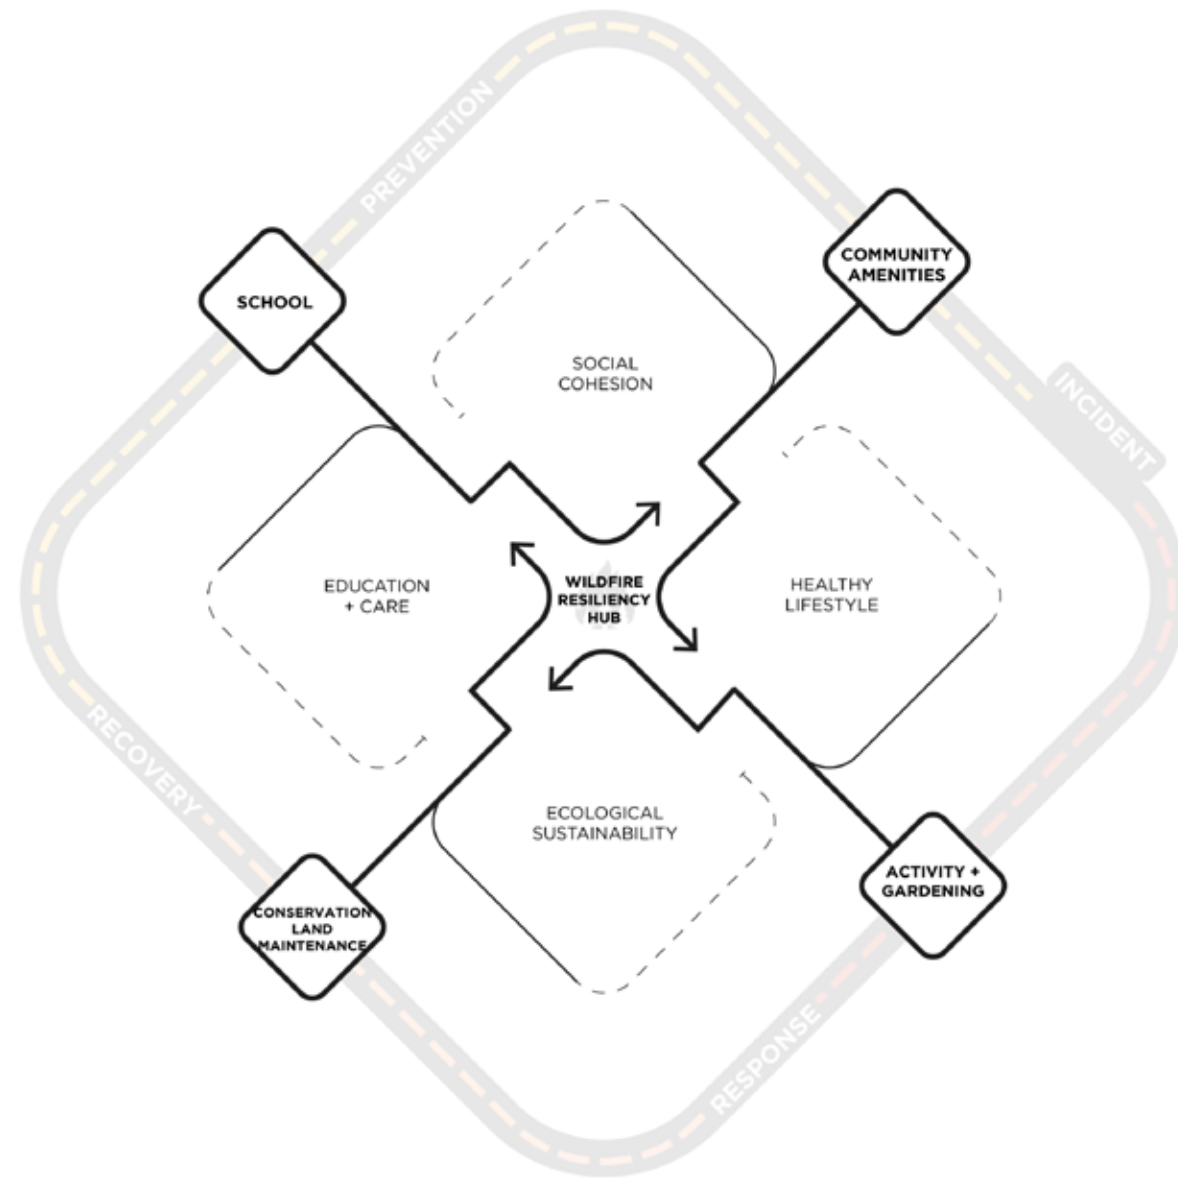 PREVENTION
COMMUNITY
AMENITIES
SCHOOL
SOCIAL
COHESION
INCIDENT
EDUCATION
+ CARE
WILDFIRE
RESILIENCY
HUB
HEALTHY
LIFESTYLE
RECOVERY
ECOLOGICAL
SUSTAINABILITY
ACTIVITY +
GARDENING
CONSERVATION
LAND
MAINTENANCE
RESPONSE